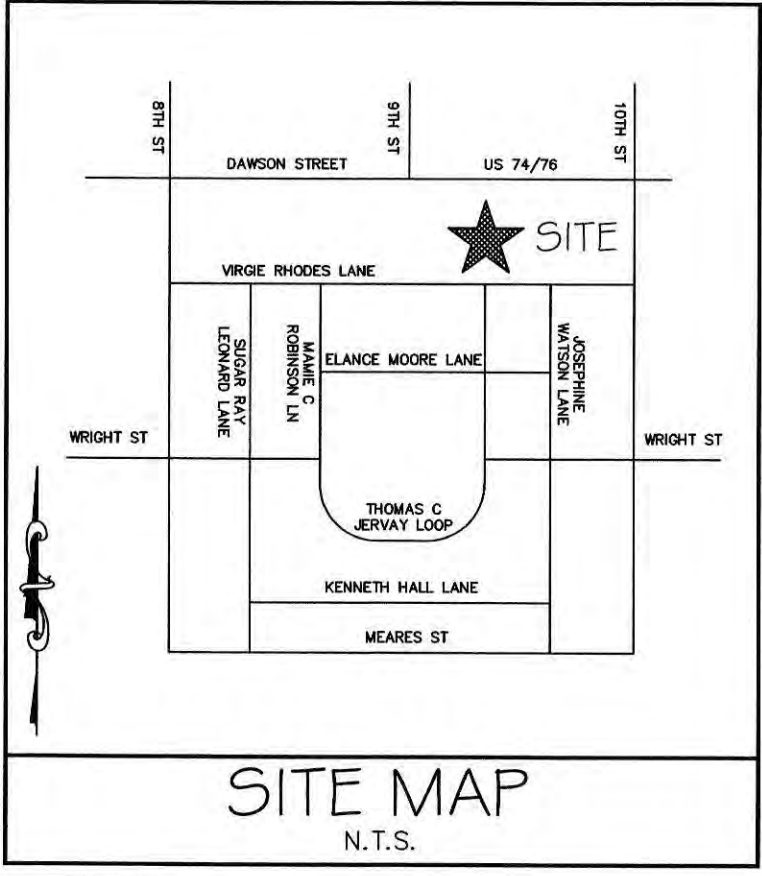 8TH ST
9TH ST
10TH ST
DAWSON STREET
US 74/76
SITE
VIRGIE RHODES LANE
SUGAR RAY
LEONARD LANE
MAMIE C
ROBINSON LN
ELANCE MOORE LANE
JOSEPHINE
WATSON LANE
WRIGHT ST
WRIGHT ST
THOMAS C
JERVAY LOOP
KENNETH HALL LANE
MEARES ST
SITE MAP
N.T.S.